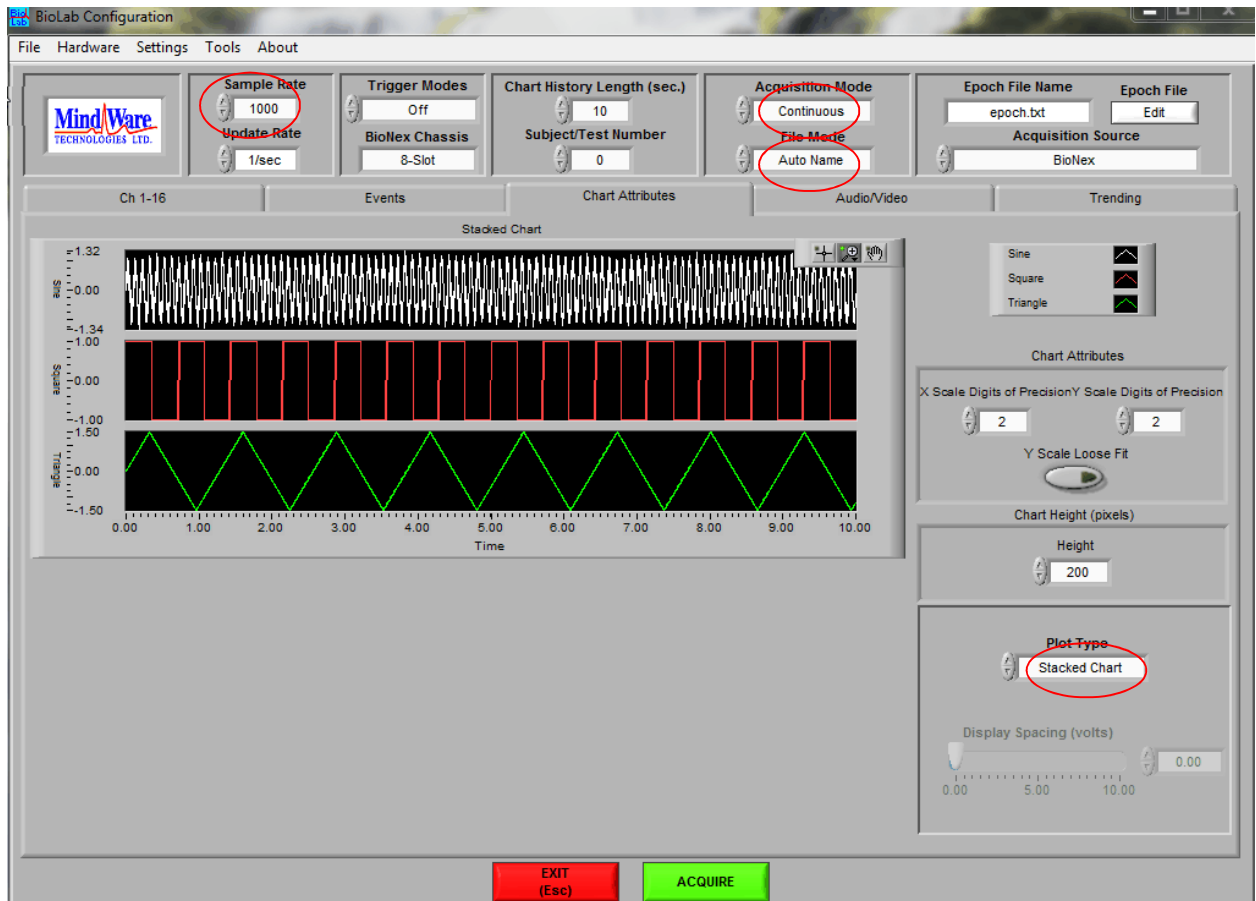 BioLab Configuration
File Hardware Settings Tools About
MindWare
TECHNOLOGIES LTD.
Sample Rate
1000
Update Rate
1/sec
Trigger Modes
Off
BioNex Chassis
8-Slot
Chart History Length (sec.)
10
Subject/Test Number
0
Acquisition Mode
Continuous
File Mode
Auto Name
Epoch File Name
epoch.txt
Epoch File
Edit
Acquisition Source
BioNex
Ch 1-16 Events Chart Attributes Audio/Video Trending
Stacked Chart
1.32
Sine
0.00
-1.34
1.00
Square
0.00
-1.00
1.50
Triangle
0.00
-1.50
0.00 1.00 2.00 3.00 4.00 5.00 6.00 7.00 8.00 9.00 10.00
Time
Sine
Square
Triangle
Chart Attributes
X Scale Digits of Precision Y Scale Digits of Precision
2 2
Y Scale Loose Fit
Chart Height (pixels)
Height
200
Plot Type
Stacked Chart
Display Spacing (volts)
0.00
0.00 5.00 10.00
EXIT
(Esc)
ACQUIRE